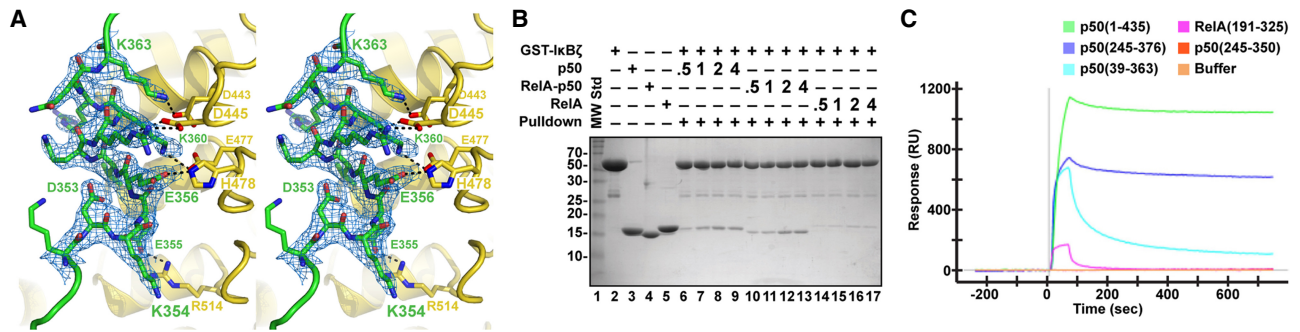 A
K363
D443
D445
K360
E477
H478
D353
E356
E355
R514
K354
K363
D443
D445
K360
E477
H478
D353
E356
E355
R514
K354
B
GST-IκBζ + – – – + + + + + + + + + + + +
p50 – + – – .5 1 2 4 – – – – – – – –
RelA-p50 – – + – – – – – .5 1 2 4 – – – –
RelA – – – + – – – – – – – – .5 1 2 4
Pulldown – – – – + + + + + + + + + + + +
MW Std
50-
50-
30-
25-
20-
15-
10-
1 2 3 4 5 6 7 8 9 10 11 12 13 14 15 16 17
C
p50(1-435) RelA(191-325)
p50(245-376) p50(245-350)
p50(39-363) Buffer
Response (RU)
1200
800
400
0
-200 0 200 400 600
Time (sec)